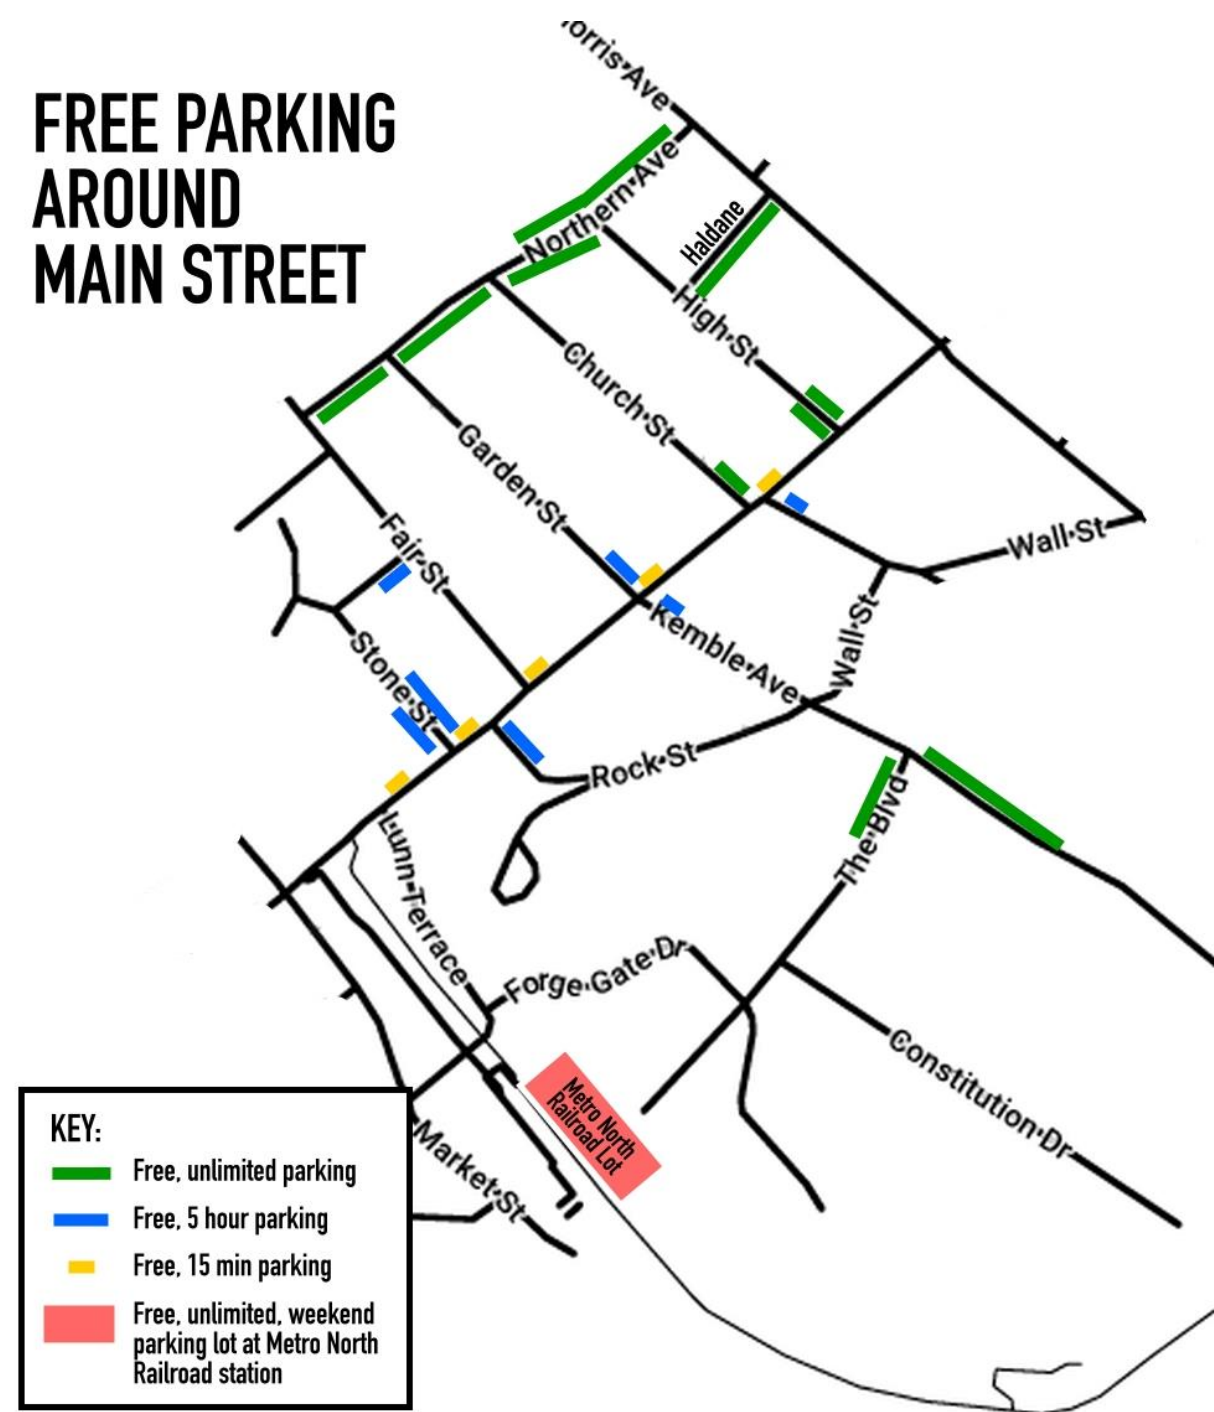 FREE PARKING
AROUND
MAIN STREET
orris Ave
Northern Ave
Haldane
High St
Church St
Garden St
Fair St
Wall St
Wall St
Kemble Ave
Stone St
Rock St
The Blvd
Lunn Terrace
Forge Gate Dr
Constitution Dr
Metro North
Railroad Lot
Market St
KEY:
Free, unlimited parking
Free, 5 hour parking
Free, 15 min parking
Free, unlimited, weekend
parking lot at Metro North
Railroad station